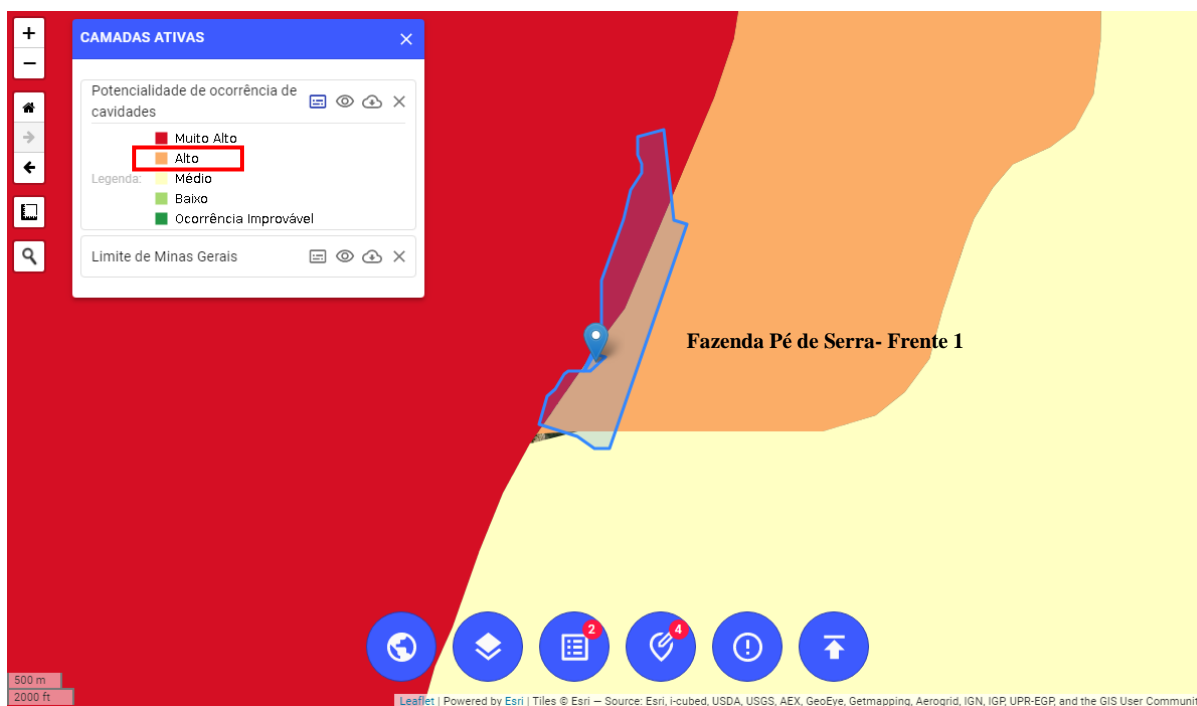 +
−
CAMADAS ATIVAS
Potencialidade de ocorrência de
cavidades
Legenda:
Muito Alto
Alto
Médio
Baixo
Ocorrência Improvável
Limite de Minas Gerais
Fazenda Pé de Serra- Frente 1
2
4
500 m
2000 ft
Leaflet | Powered by Esri | Tiles © Esri — Source: Esri, i-cubed, USDA, USGS, AEX, GeoEye, Getmapping, Aerogrid, IGN, IGP, UPR-EGP, and the GIS User Communit